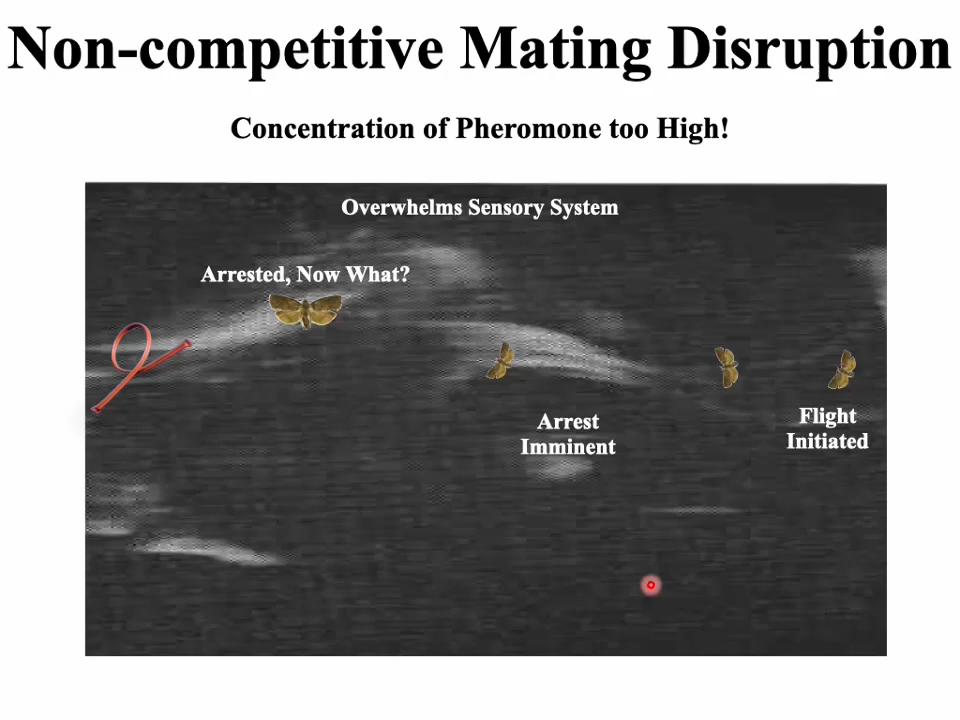 Non-competitive Mating Disruption
Concentration of Pheromone too High!
Overwhelms Sensory System
Arrested, Now What?
Arrest
Imminent
Flight
Initiated